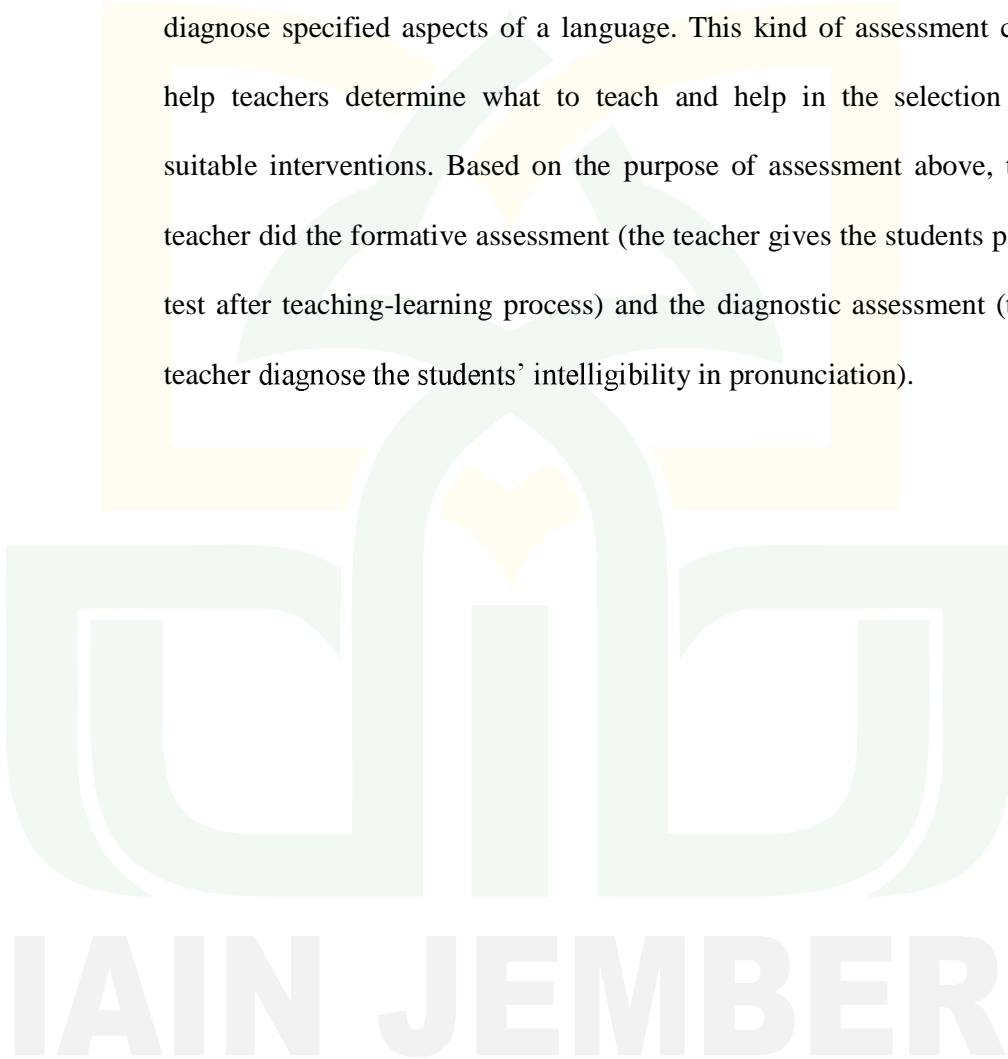 diagnose specified aspects of a language. This kind of assessment
help teachers determine what to teach and help in the selection
suitable interventions. Based on the purpose of assessment above,
teacher did the formative assessment (the teacher gives the students
test after teaching-learning process) and the diagnostic assessment
teacher diagnose the students’ intelligibility in pronunciation).
IAIN JEMBER